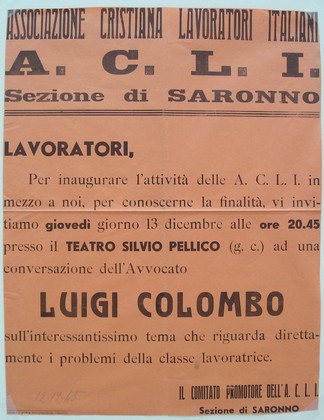 ASSOCIAZIONE CRISTIANA LAVORATORI ITALIANI
A. C. L. I.
Sezione di SARONNO
LAVORATORI,
Per inaugurare l'attività delle A. C. L. I. in
mezzo a noi, per conoscerne la finalità, vi invi-
tiamo giovedì giorno 13 dicembre alle ore 20.45
presso il TEATRO SILVIO PELLICO (g. c.) ad una
conversazione dell'Avvocato
LUIGI COLOMBO
sull'interessantissimo tema che riguarda diretta-
mente i problemi della classe lavoratrice.
IL COMITATO PROMOTORE DELL'A. C. L. I.
Sezione di SARONNO